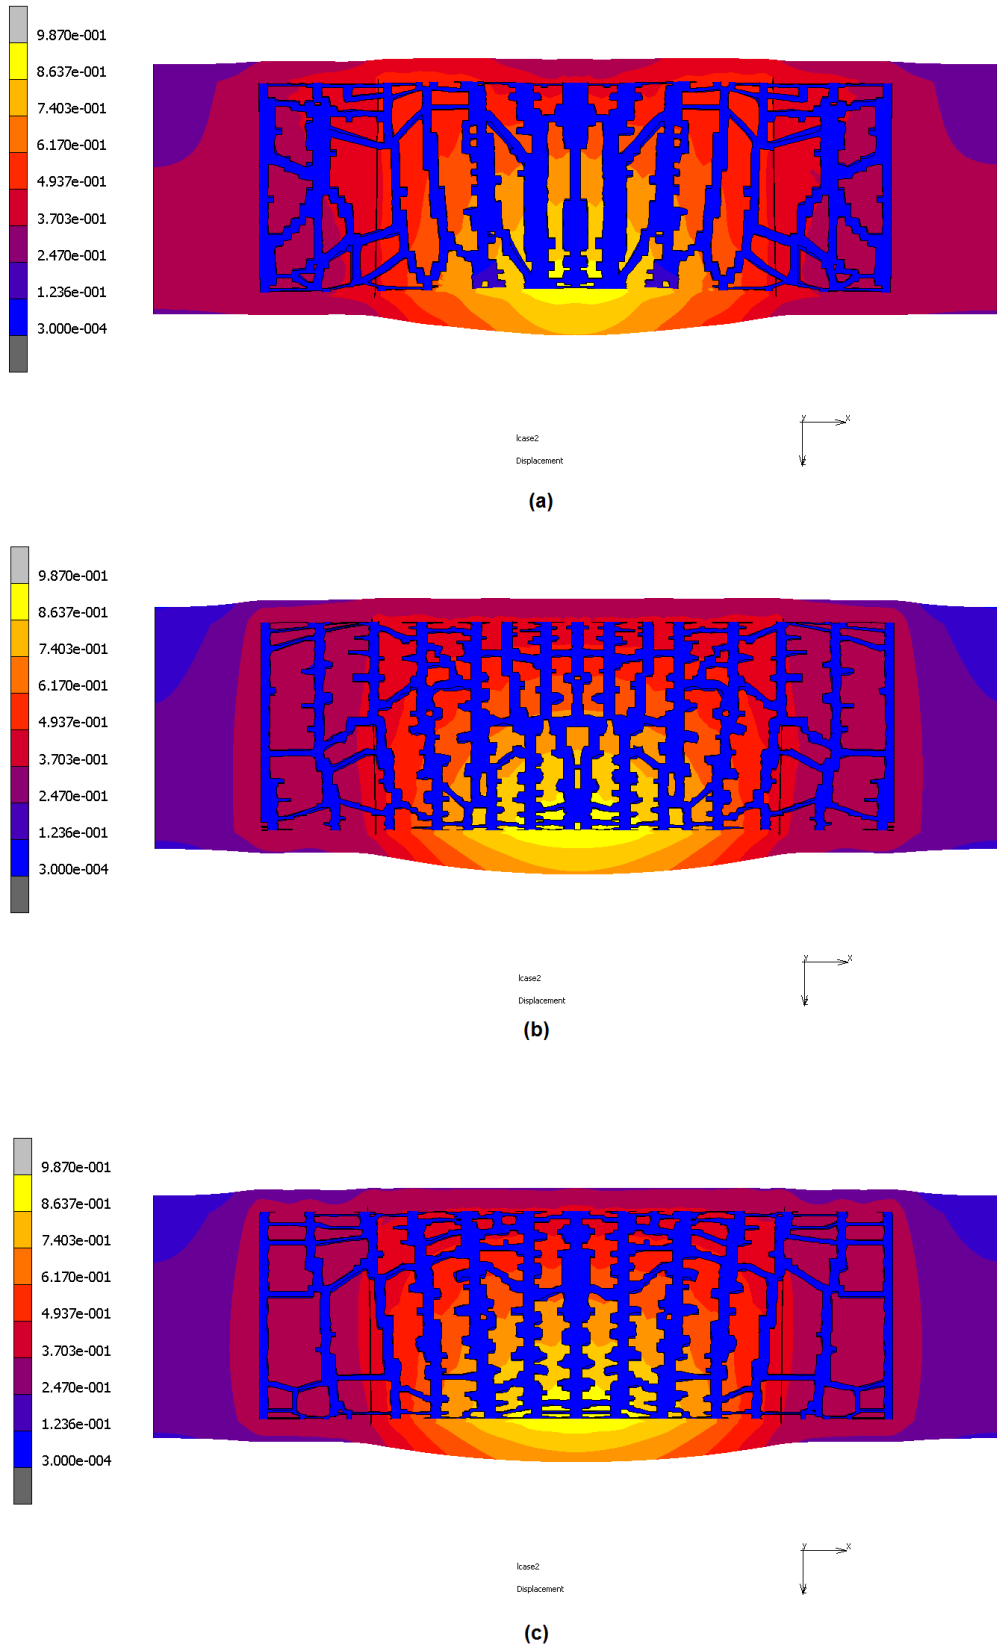 9.870e-001
8.637e-001
7.403e-001
6.170e-001
4.937e-001
3.703e-001
2.470e-001
1.236e-001
3.000e-004
y
x
z
lcase2
Displacement
(a)
9.870e-001
8.637e-001
7.403e-001
6.170e-001
4.937e-001
3.703e-001
2.470e-001
1.236e-001
3.000e-004
y
x
z
lcase2
Displacement
(b)
9.870e-001
8.637e-001
7.403e-001
6.170e-001
4.937e-001
3.703e-001
2.470e-001
1.236e-001
3.000e-004
y
x
z
lcase2
Displacement
(c)